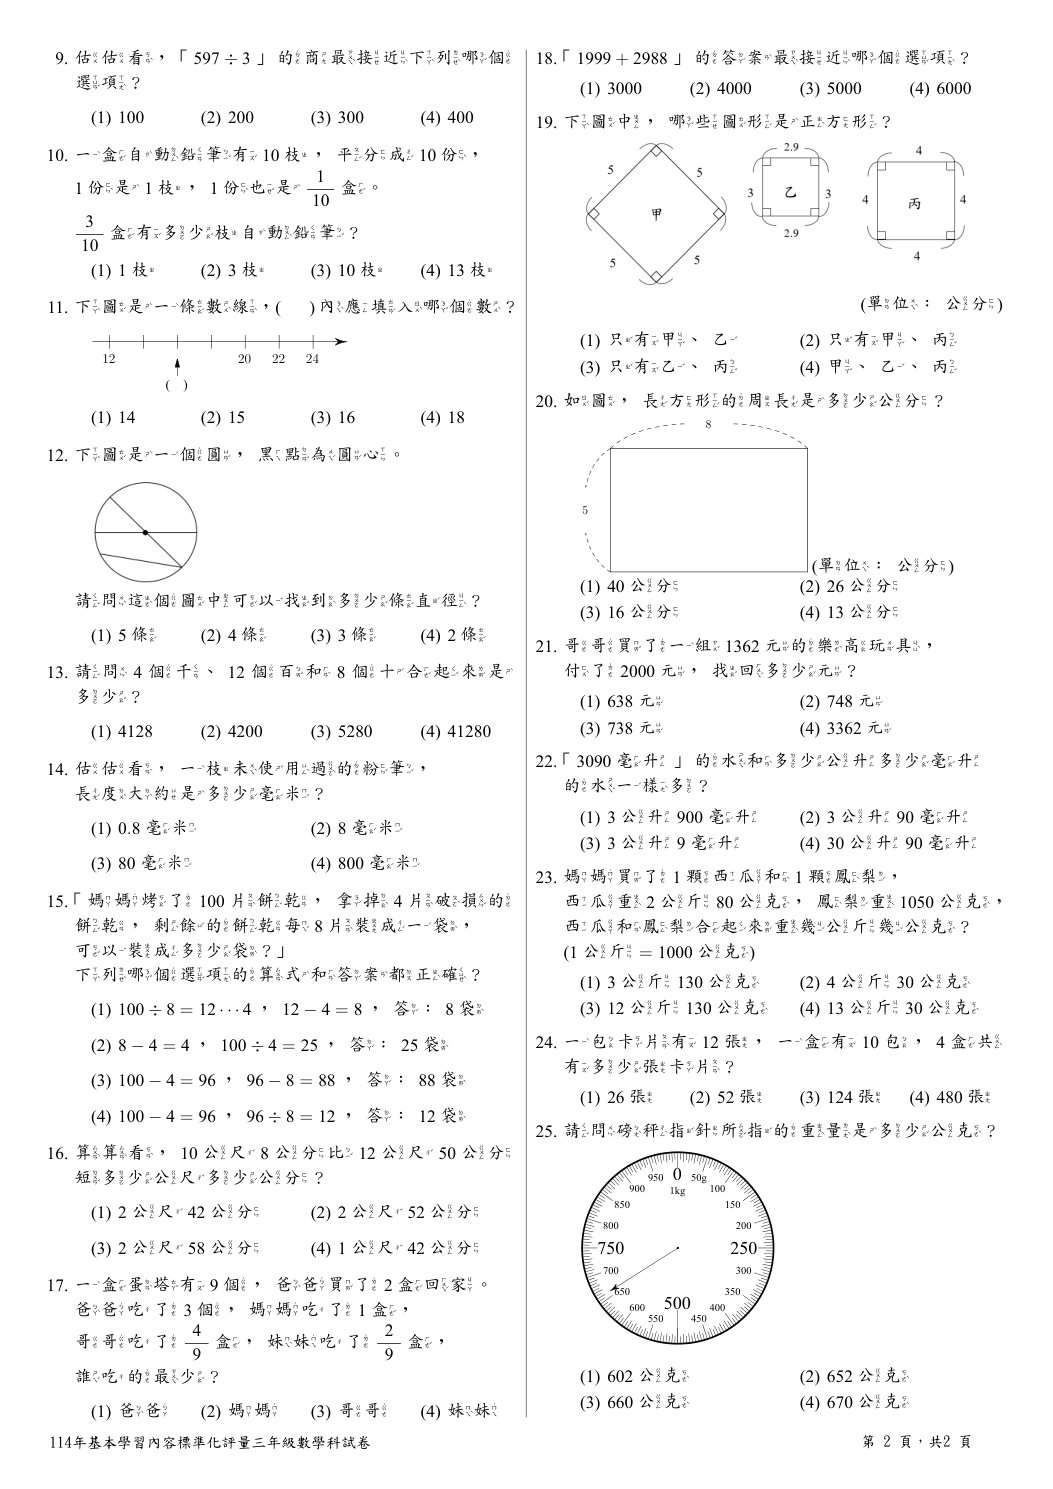 9. 估估看，「 597 ÷ 3 」 的商最接近下列哪個
選項？
(1) 100 (2) 200 (3) 300 (4) 400
10. 一盒自動鉛筆有 10 枝， 平分成 10 份，
1 份是 1 枝， 1 份也是 1/10 盒。
3/10 盒有多少枝自動鉛筆？
(1) 1 枝 (2) 3 枝 (3) 10 枝 (4) 13 枝
11. 下圖是一條數線，( )內應填入哪個數？
12 20 22 24
( )
(1) 14 (2) 15 (3) 16 (4) 18
12. 下圖是一個圓， 黑點為圓心。
請問這個圖中可以找到多少條直徑？
(1) 5 條 (2) 4 條 (3) 3 條 (4) 2 條
13. 請問 4 個千、 12 個百和 8 個十合起來是
多少？
(1) 4128 (2) 4200 (3) 5280 (4) 41280
14. 估估看， 一枝未使用過的粉筆，
長度大約是多少毫米？
(1) 0.8 毫米 (2) 8 毫米
(3) 80 毫米 (4) 800 毫米
15.「 媽媽烤了 100 片餅乾， 拿掉 4 片破損的
餅乾， 剩餘的餅乾每 8 片裝成一袋，
可以裝成多少袋？」
下列哪個選項的算式和答案都正確？
(1) 100 ÷ 8 = 12 ⋯ 4 ， 12 − 4 = 8 ， 答： 8 袋
(2) 8 − 4 = 4 ， 100 ÷ 4 = 25 ， 答： 25 袋
(3) 100 − 4 = 96 ， 96 − 8 = 88 ， 答： 88 袋
(4) 100 − 4 = 96 ， 96 ÷ 8 = 12 ， 答： 12 袋
16. 算算看， 10 公尺 8 公分比 12 公尺 50 公分
短多少公尺多少公分？
(1) 2 公尺 42 公分 (2) 2 公尺 52 公分
(3) 2 公尺 58 公分 (4) 1 公尺 42 公分
17. 一盒蛋塔有 9 個， 爸爸買了 2 盒回家。
爸爸吃了 3 個， 媽媽吃了 1 盒，
哥哥吃了 4/9 盒， 妹妹吃了 2/9 盒，
誰吃的最少？
(1) 爸爸 (2) 媽媽 (3) 哥哥 (4) 妹妹
18.「 1999 + 2988 」 的答案最接近哪個選項？
(1) 3000 (2) 4000 (3) 5000 (4) 6000
19. 下圖中， 哪些圖形是正方形？
5 5 甲 5 5
2.9 3 乙 3 2.9
4 4 丙 4 4
(單位： 公分)
(1) 只有甲、 乙 (2) 只有甲、 丙
(3) 只有乙、 丙 (4) 甲、 乙、 丙
20. 如圖， 長方形的周長是多少公分？
8
5
(單位： 公分)
(1) 40 公分 (2) 26 公分
(3) 16 公分 (4) 13 公分
21. 哥哥買了一組 1362 元的樂高玩具，
付了 2000 元， 找回多少元？
(1) 638 元 (2) 748 元
(3) 738 元 (4) 3362 元
22.「 3090 毫升 」 的水和多少公升多少毫升
的水一樣多？
(1) 3 公升 900 毫升 (2) 3 公升 90 毫升
(3) 3 公升 9 毫升 (4) 30 公升 90 毫升
23. 媽媽買了 1 顆西瓜和 1 顆鳳梨，
西瓜重 2 公斤 80 公克， 鳳梨重 1050 公克，
西瓜和鳳梨合起來重幾公斤幾公克？
(1 公斤 = 1000 公克)
(1) 3 公斤 130 公克 (2) 4 公斤 30 公克
(3) 12 公斤 130 公克 (4) 13 公斤 30 公克
24. 一包卡片有 12 張， 一盒有 10 包， 4 盒共
有多少張卡片？
(1) 26 張 (2) 52 張 (3) 124 張 (4) 480 張
25. 請問磅秤指針所指的重量是多少公克？
0 1kg 50g 100 150 200 250 300 350 400 450 500 550 600 650 700 750 800 850 900 950
(1) 602 公克 (2) 652 公克
(3) 660 公克 (4) 670 公克
114年基本學習內容標準化評量三年級數學科試卷
第 2 頁，共2 頁